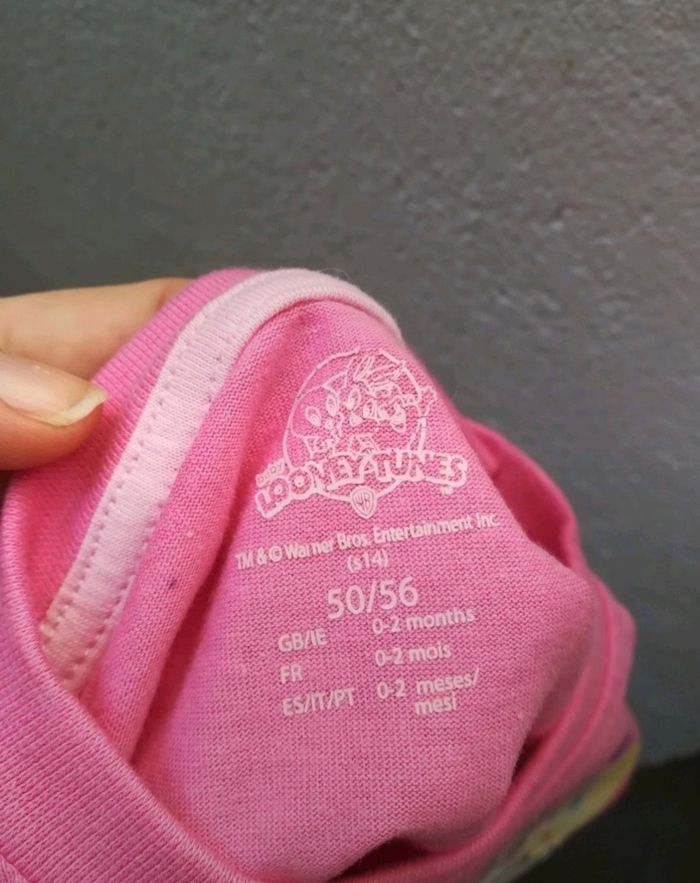 baby
LOONEY TUNES
TM & © Warner Bros. Entertainment Inc.
(s14)
50/56
GB/IE 0-2 months
FR 0-2 mois
ES/IT/PT 0-2 meses/
mesi